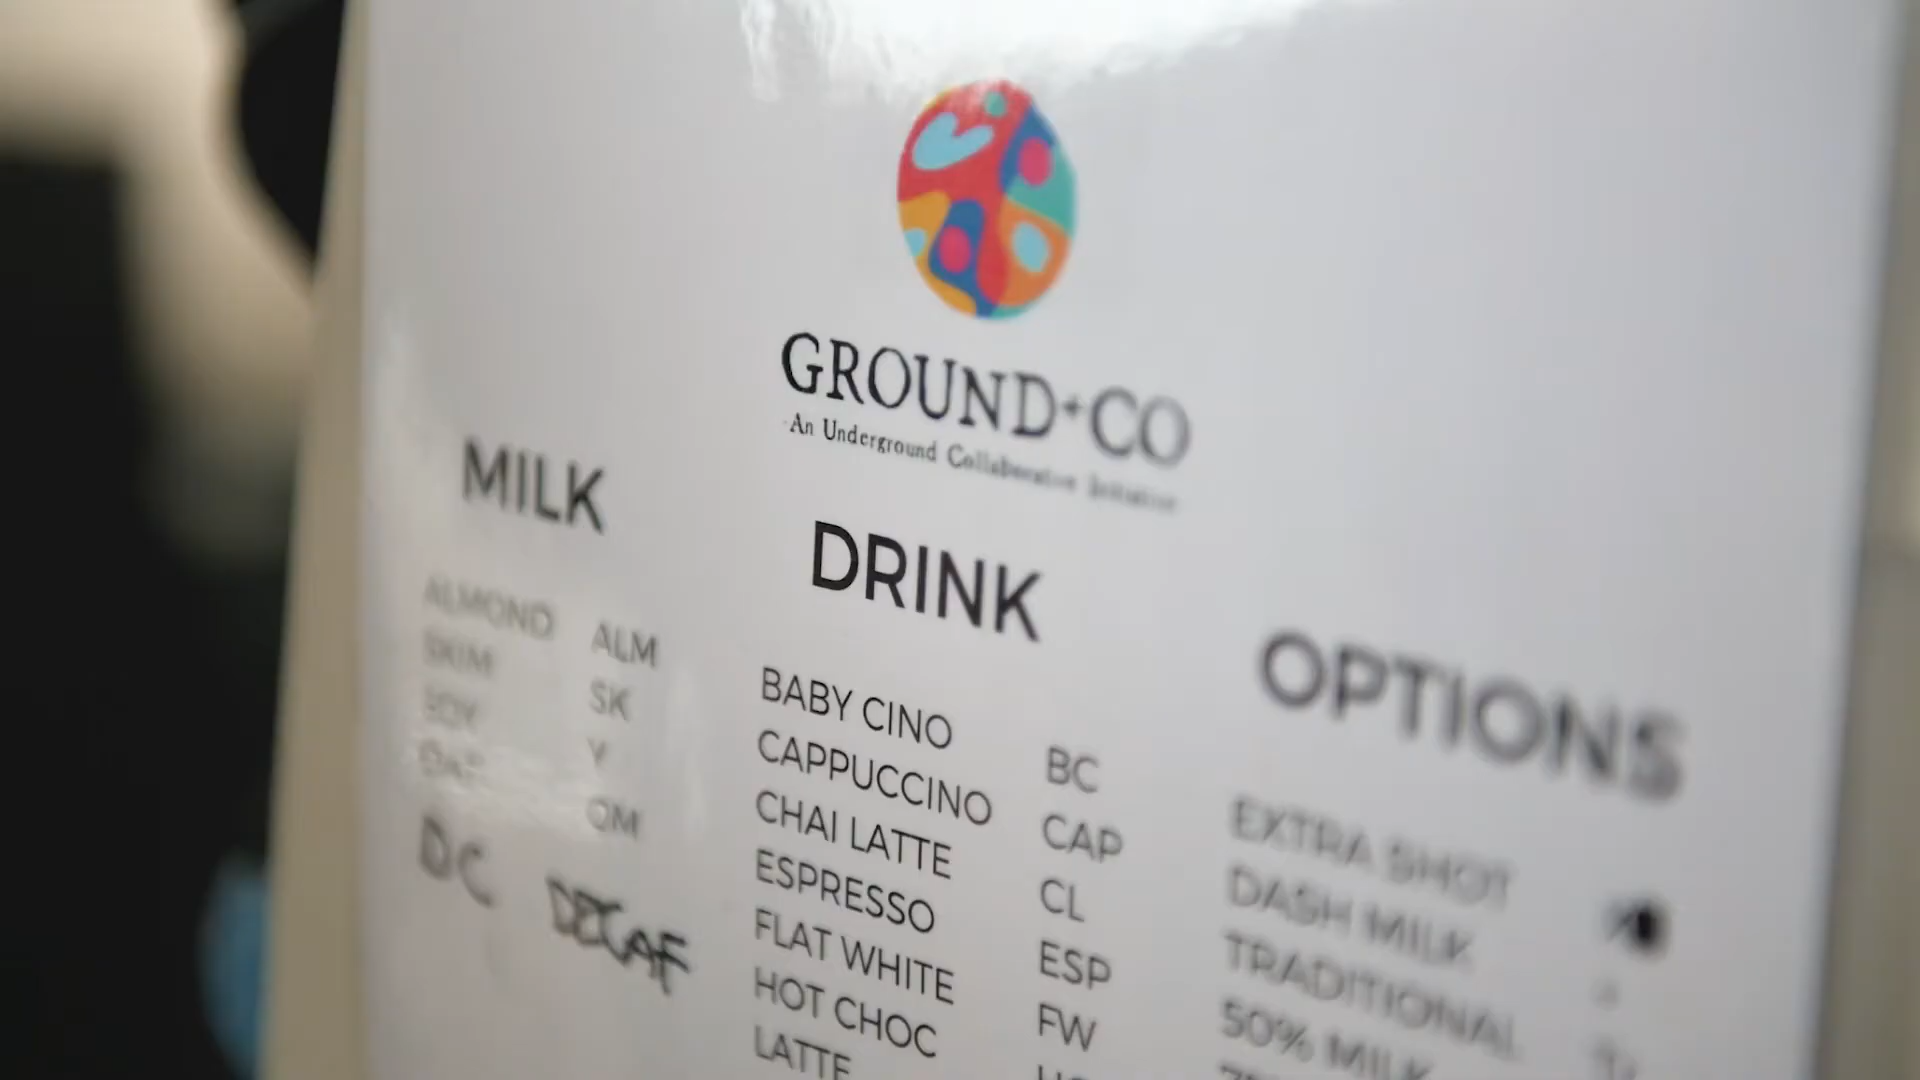 GROUND+CO
An Underground Collaborative Initiative
MILK
ALMOND ALM
SKIM SK
SOY Y
OAT OM
DC DECAF
DRINK
BABY CINO BC
CAPPUCCINO CAP
CHAI LATTE CL
ESPRESSO ESP
FLAT WHITE FW
HOT CHOC
LATTE
OPTIONS
EXTRA SHOT
DASH MILK
TRADITIONAL
50% MILK